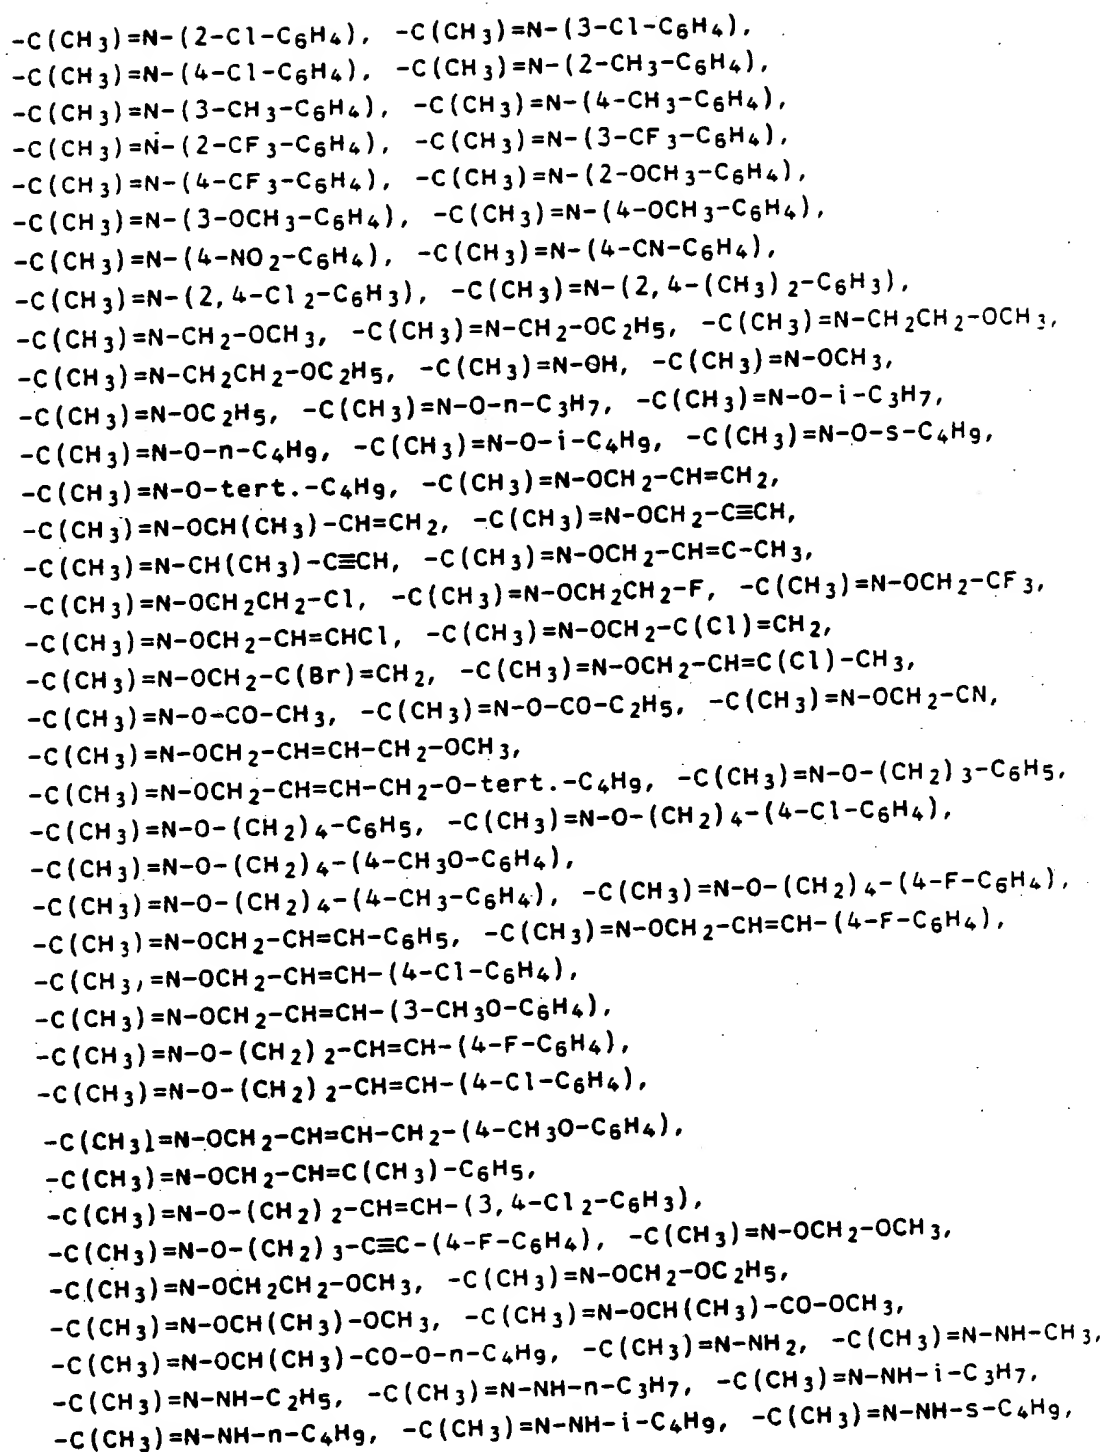 -C(CH₃)=N-(2-Cl-C₆H₄), -C(CH₃)=N-(3-Cl-C₆H₄),
-C(CH₃)=N-(4-Cl-C₆H₄), -C(CH₃)=N-(2-CH₃-C₆H₄),
-C(CH₃)=N-(3-CH₃-C₆H₄), -C(CH₃)=N-(4-CH₃-C₆H₄),
-C(CH₃)=N-(2-CF₃-C₆H₄), -C(CH₃)=N-(3-CF₃-C₆H₄),
-C(CH₃)=N-(4-CF₃-C₆H₄), -C(CH₃)=N-(2-OCH₃-C₆H₄),
-C(CH₃)=N-(3-OCH₃-C₆H₄), -C(CH₃)=N-(4-OCH₃-C₆H₄),
-C(CH₃)=N-(4-NO₂-C₆H₄), -C(CH₃)=N-(4-CN-C₆H₄),
-C(CH₃)=N-(2,4-Cl₂-C₆H₃), -C(CH₃)=N-(2,4-(CH₃)₂-C₆H₃),
-C(CH₃)=N-CH₂-OCH₃, -C(CH₃)=N-CH₂-OC₂H₅, -C(CH₃)=N-CH₂CH₂-OCH₃,
-C(CH₃)=N-CH₂CH₂-OC₂H₅, -C(CH₃)=N-OH, -C(CH₃)=N-OCH₃,
-C(CH₃)=N-OC₂H₅, -C(CH₃)=N-O-n-C₃H₇, -C(CH₃)=N-O-i-C₃H₇,
-C(CH₃)=N-O-n-C₄H₉, -C(CH₃)=N-O-i-C₄H₉, -C(CH₃)=N-O-s-C₄H₉,
-C(CH₃)=N-O-tert.-C₄H₉, -C(CH₃)=N-OCH₂-CH=CH₂,
-C(CH₃)=N-OCH(CH₃)-CH=CH₂, -C(CH₃)=N-OCH₂-C≡CH,
-C(CH₃)=N-CH(CH₃)-C≡CH, -C(CH₃)=N-OCH₂-CH=C-CH₃,
-C(CH₃)=N-OCH₂CH₂-Cl, -C(CH₃)=N-OCH₂CH₂-F, -C(CH₃)=N-OCH₂-CF₃,
-C(CH₃)=N-OCH₂-CH=CHCl, -C(CH₃)=N-OCH₂-C(Cl)=CH₂,
-C(CH₃)=N-OCH₂-C(Br)=CH₂, -C(CH₃)=N-OCH₂-CH=C(Cl)-CH₃,
-C(CH₃)=N-O-CO-CH₃, -C(CH₃)=N-O-CO-C₂H₅, -C(CH₃)=N-OCH₂-CN,
-C(CH₃)=N-OCH₂-CH=CH-CH₂-OCH₃,
-C(CH₃)=N-OCH₂-CH=CH-CH₂-O-tert.-C₄H₉, -C(CH₃)=N-O-(CH₂)₃-C₆H₅,
-C(CH₃)=N-O-(CH₂)₄-C₆H₅, -C(CH₃)=N-O-(CH₂)₄-(4-Cl-C₆H₄),
-C(CH₃)=N-O-(CH₂)₄-(4-CH₃O-C₆H₄),
-C(CH₃)=N-O-(CH₂)₄-(4-CH₃-C₆H₄), -C(CH₃)=N-O-(CH₂)₄-(4-F-C₆H₄),
-C(CH₃)=N-OCH₂-CH=CH-C₆H₅, -C(CH₃)=N-OCH₂-CH=CH-(4-F-C₆H₄),
-C(CH₃)=N-OCH₂-CH=CH-(4-Cl-C₆H₄),
-C(CH₃)=N-OCH₂-CH=CH-(3-CH₃O-C₆H₄),
-C(CH₃)=N-O-(CH₂)₂-CH=CH-(4-F-C₆H₄),
-C(CH₃)=N-O-(CH₂)₂-CH=CH-(4-Cl-C₆H₄),
-C(CH₃)=N-OCH₂-CH=CH-CH₂-(4-CH₃O-C₆H₄),
-C(CH₃)=N-OCH₂-CH=C(CH₃)-C₆H₅,
-C(CH₃)=N-O-(CH₂)₂-CH=CH-(3,4-Cl₂-C₆H₃),
-C(CH₃)=N-O-(CH₂)₃-C≡C-(4-F-C₆H₄), -C(CH₃)=N-OCH₂-OCH₃,
-C(CH₃)=N-OCH₂CH₂-OCH₃, -C(CH₃)=N-OCH₂-OC₂H₅,
-C(CH₃)=N-OCH(CH₃)-OCH₃, -C(CH₃)=N-OCH(CH₃)-CO-OCH₃,
-C(CH₃)=N-OCH(CH₃)-CO-O-n-C₄H₉, -C(CH₃)=N-NH₂, -C(CH₃)=N-NH-CH₃,
-C(CH₃)=N-NH-C₂H₅, -C(CH₃)=N-NH-n-C₃H₇, -C(CH₃)=N-NH-i-C₃H₇,
-C(CH₃)=N-NH-n-C₄H₉, -C(CH₃)=N-NH-i-C₄H₉, -C(CH₃)=N-NH-s-C₄H₉,